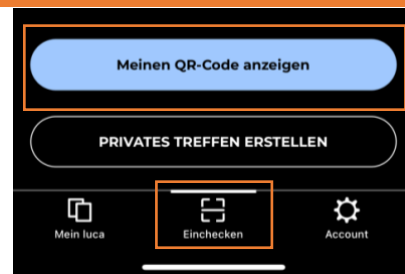 Meinen QR-Code anzeigen
PRIVATES TREFFEN ERSTELLEN
Mein luca
Einchecken
Account